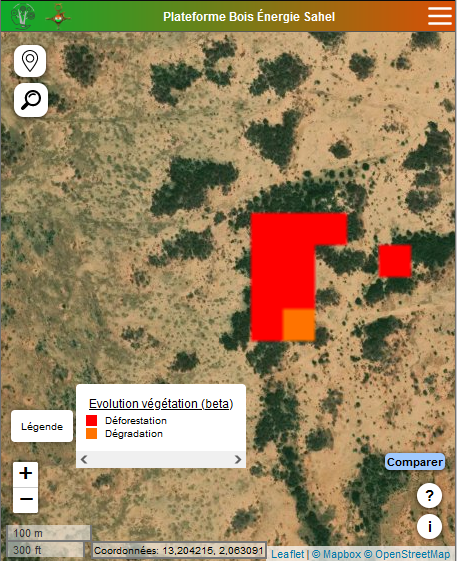 Plateforme Bois Énergie Sahel
Evolution végétation (beta)
Déforestation
Dégradation
Légende
Comparer
+
−
?
i
100 m
300 ft
Coordonnées: 13,204215, 2,063091
Leaflet | © Mapbox © OpenStreetMap